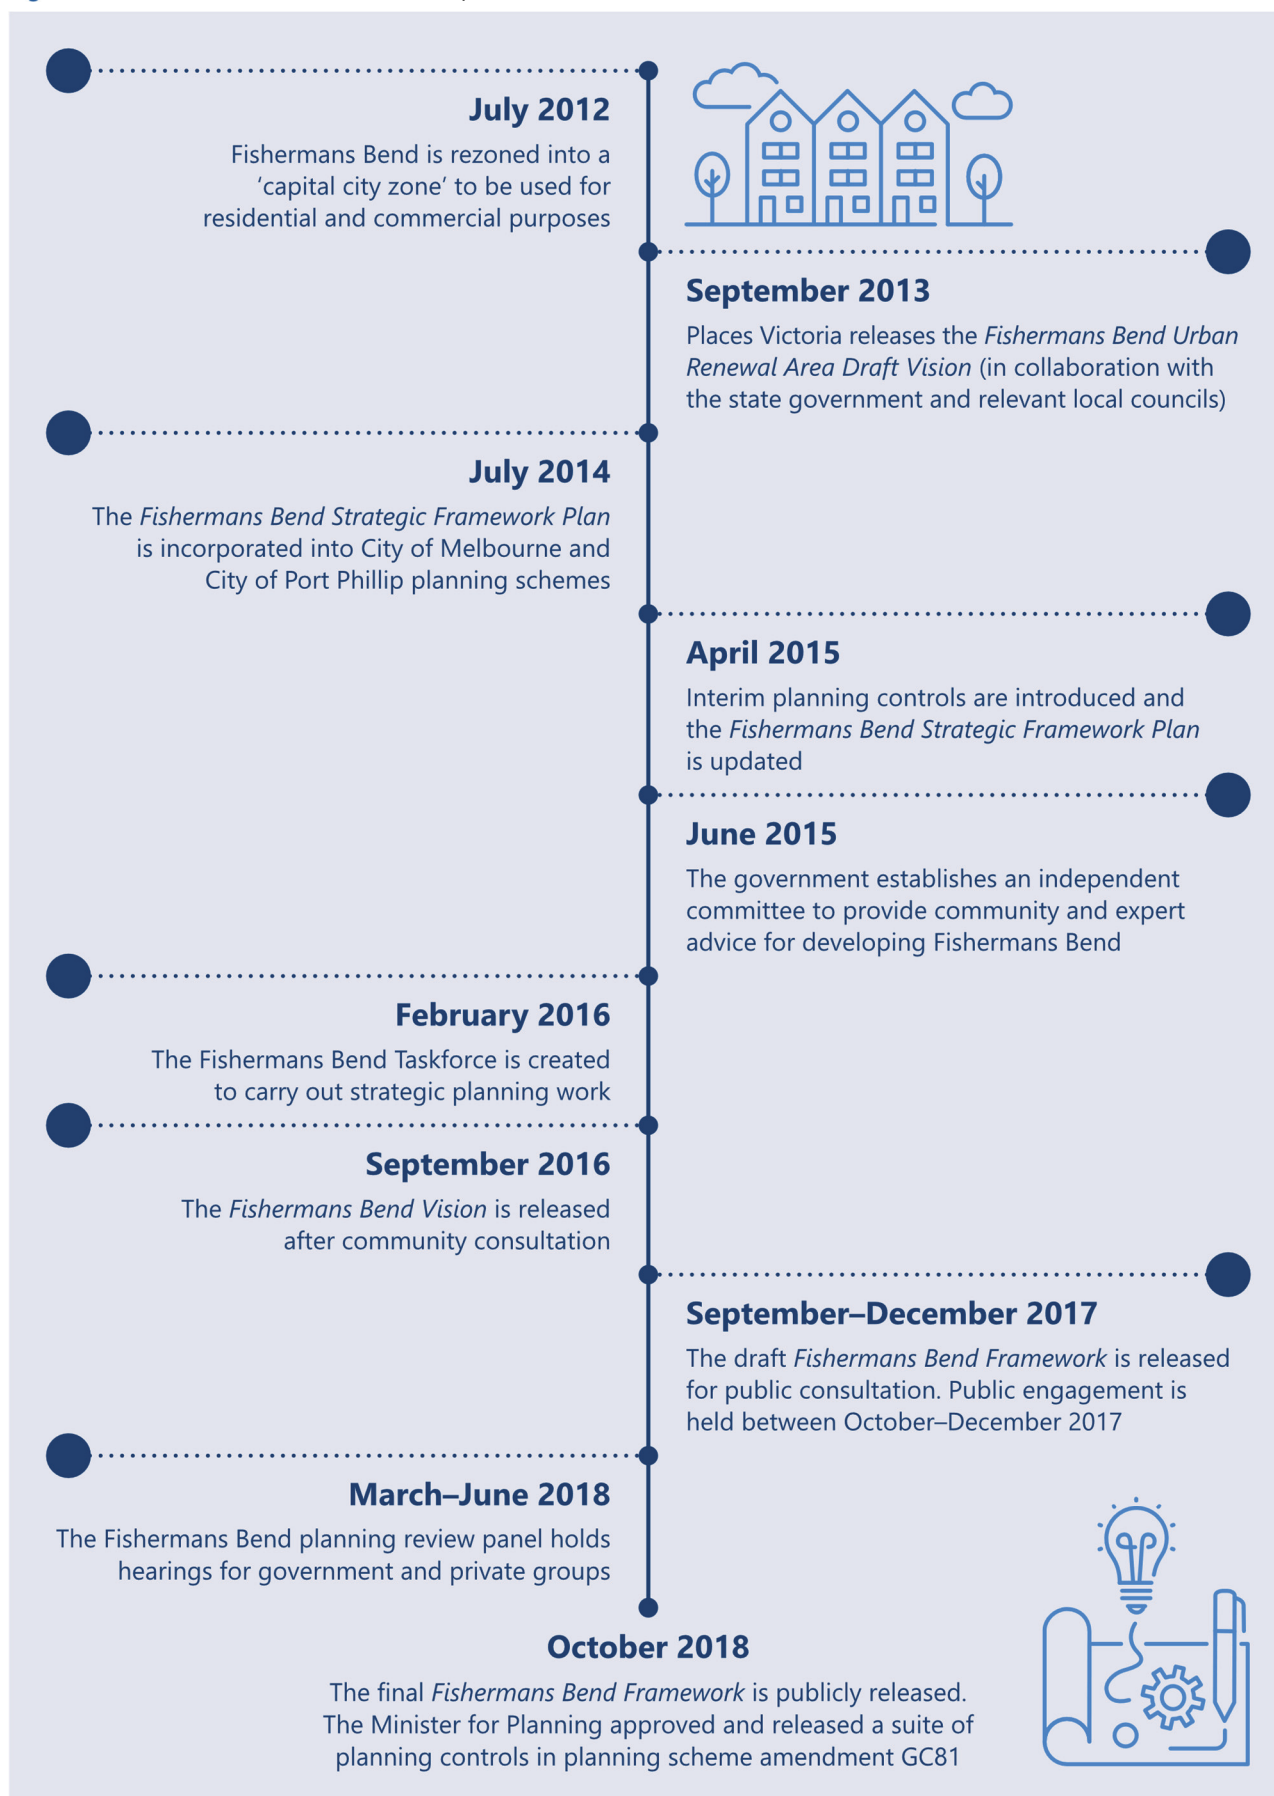 July 2012
Fishermans Bend is rezoned into a
‘capital city zone’ to be used for
residential and commercial purposes
September 2013
Places Victoria releases the Fishermans Bend Urban
Renewal Area Draft Vision (in collaboration with
the state government and relevant local councils)
July 2014
The Fishermans Bend Strategic Framework Plan
is incorporated into City of Melbourne and
City of Port Phillip planning schemes
April 2015
Interim planning controls are introduced and
the Fishermans Bend Strategic Framework Plan
is updated
June 2015
The government establishes an independent
committee to provide community and expert
advice for developing Fishermans Bend
February 2016
The Fishermans Bend Taskforce is created
to carry out strategic planning work
September 2016
The Fishermans Bend Vision is released
after community consultation
September–December 2017
The draft Fishermans Bend Framework is released
for public consultation. Public engagement is
held between October–December 2017
March–June 2018
The Fishermans Bend planning review panel holds
hearings for government and private groups
October 2018
The final Fishermans Bend Framework is publicly released.
The Minister for Planning approved and released a suite of
planning controls in planning scheme amendment GC81